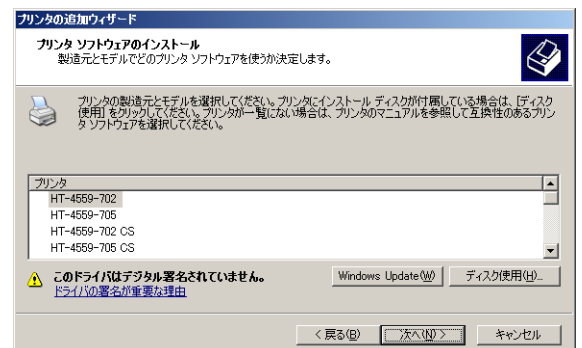 プリンタの追加ウィザード
プリンタ ソフトウェアのインストール
製造元とモデルでどのプリンタ ソフトウェアを使うか決定します。
プリンタの製造元とモデルを選択してください。プリンタにインストール ディスクが付属している場合は、[ディスク
使用] をクリックしてください。プリンタが一覧にない場合は、プリンタのマニュアルを参照して互換性のあるプリン
タ ソフトウェアを選択してください。
プリンタ
HT-4559-702
HT-4559-705
HT-4559-702 CS
HT-4559-705 CS
このドライバはデジタル署名されていません。
Windows Update(W)
ディスク使用(H)...
ドライバの署名が重要な理由
< 戻る(B)
次へ(N) >
キャンセル